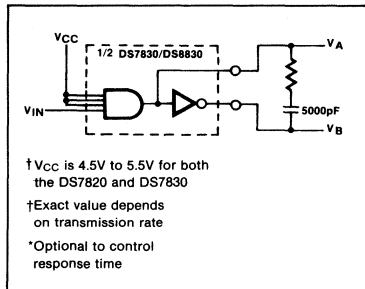 VCC
1/2 DS7830/DS8830
VIN
VA
5000pF
VB
†VCC is 4.5V to 5.5V for both
the DS7820 and DS7830
†Exact value depends
on transmission rate
*Optional to control
response time